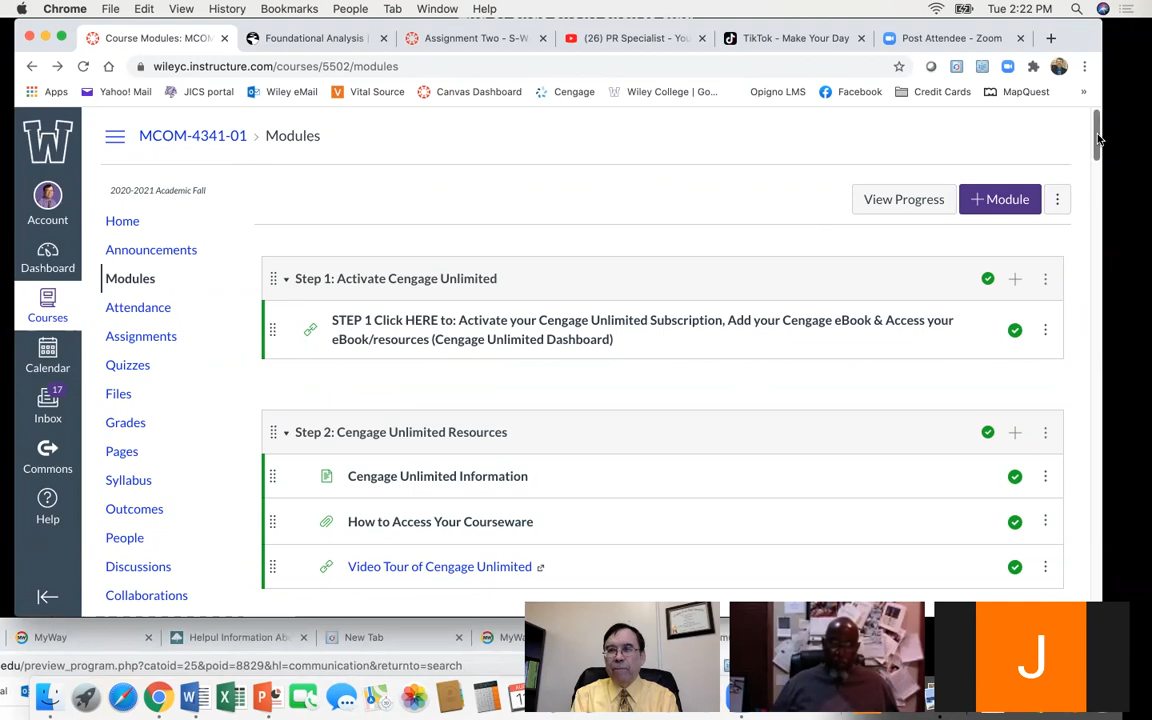 Chrome File Edit View History Bookmarks People Tab Window Help Tue 2:22 PM
Course Modules: MCOM Foundational Analysis | Assignment Two - S-W (26) PR Specialist - You TikTok - Make Your Day Post Attendee - Zoom
wileyc.instructure.com/courses/5502/modules
Apps Yahoo! Mail JICS portal Wiley eMail Vital Source Canvas Dashboard Cengage Wiley College | Go... Opigno LMS Facebook Credit Cards MapQuest »
W
MCOM-4341-01 › Modules
2020-2021 Academic Fall
View Progress
+ Module
Account
Dashboard
Courses
Calendar
17
Inbox
Commons
Help
Home
Announcements
Modules
Attendance
Assignments
Quizzes
Files
Grades
Pages
Syllabus
Outcomes
People
Discussions
Collaborations
Step 1: Activate Cengage Unlimited
STEP 1 Click HERE to: Activate your Cengage Unlimited Subscription, Add your Cengage eBook & Access your
eBook/resources (Cengage Unlimited Dashboard)
Step 2: Cengage Unlimited Resources
Cengage Unlimited Information
How to Access Your Courseware
Video Tour of Cengage Unlimited
MyWay Helpul Information Ab New Tab MyWa
edu/preview_program.php?catoid=25&poid=8829&hl=communication&returnto=search
J